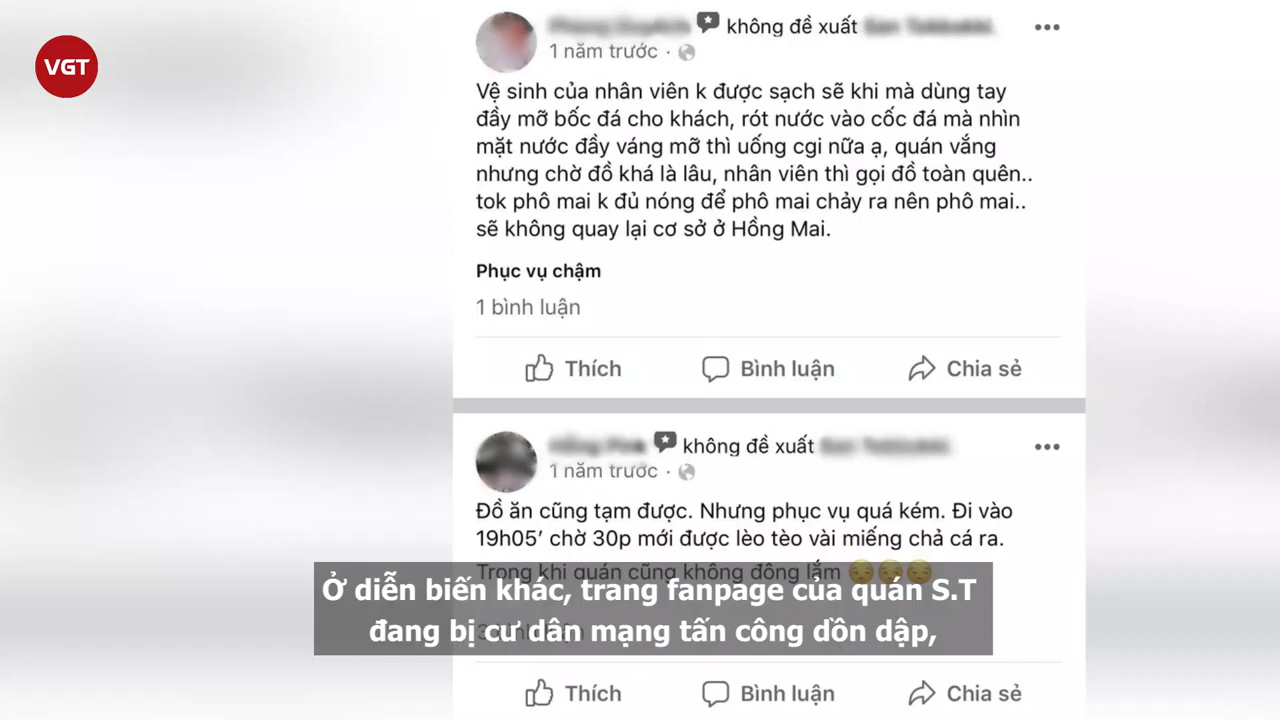 VGT
không đề xuất
1 năm trước ·
Vệ sinh của nhân viên k được sạch sẽ khi mà dùng tay
đầy mỡ bốc đá cho khách, rót nước vào cốc đá mà nhìn
mặt nước đầy váng mỡ thì uống cgi nữa ạ, quán vắng
nhưng chờ đồ khá là lâu, nhân viên thì gọi đồ toàn quên..
tok phô mai k đủ nóng để phô mai chảy ra nên phô mai..
sẽ không quay lại cơ sở ở Hồng Mai.
Phục vụ chậm
1 bình luận
Thích Bình luận Chia sẻ
không đề xuất
1 năm trước ·
Đồ ăn cũng tạm được. Nhưng phục vụ quá kém. Đi vào
19h05’ chờ 30p mới được lèo tèo vài miếng chả cá ra.
Trong khi quán cũng không đông lắm 😒😒😒
Ở diễn biến khác, trang fanpage của quán S.T
đang bị cư dân mạng tấn công dồn dập,
Thích Bình luận Chia sẻ